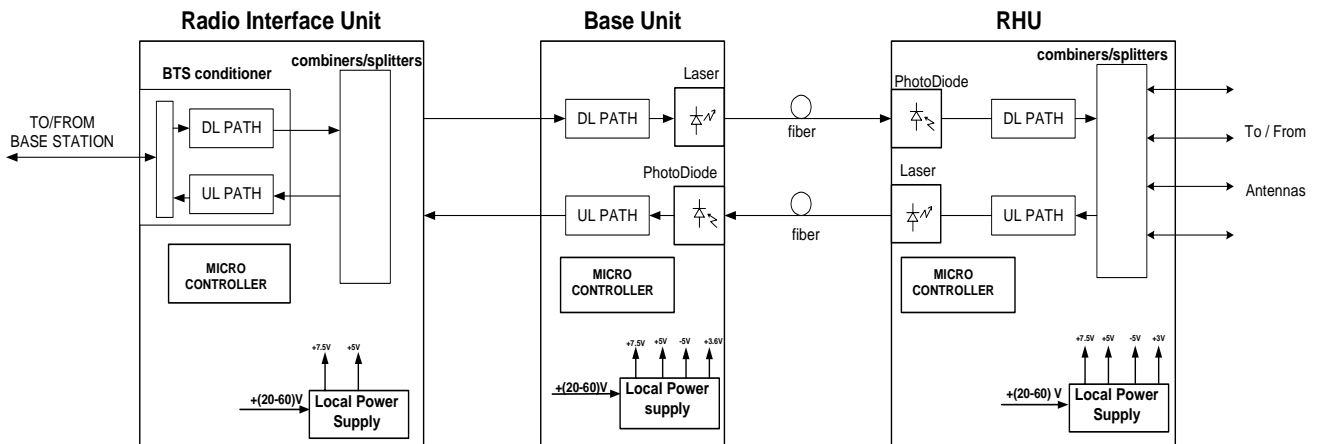 Radio Interface Unit
BTS conditioner
combiners/splitters
TO/FROM
BASE STATION
DL PATH
UL PATH
MICRO
CONTROLLER
+7.5V +5V
+(20-60)V
Local Power
Supply
Base Unit
Laser
DL PATH
PhotoDiode
UL PATH
MICRO
CONTROLLER
+7.5V +5V -5V +3.6V
+(20-60)V
Local Power
supply
fiber
fiber
RHU
combiners/splitters
PhotoDiode
DL PATH
Laser
UL PATH
MICRO
CONTROLLER
+7.5V +5V -5V +3V
+(20-60) V
Local Power
Supply
To / From
Antennas